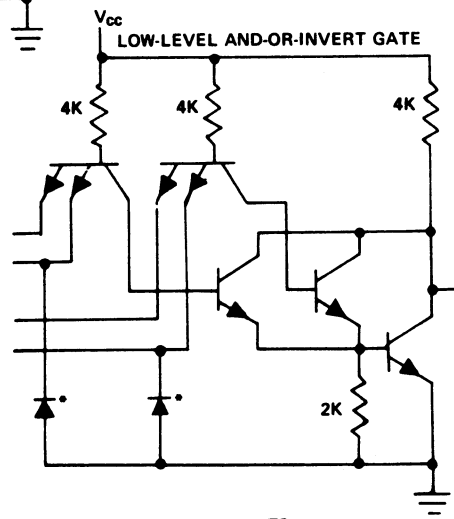 Vcc
LOW-LEVEL AND-OR-INVERT GATE
4K
4K
4K
*
*
2K